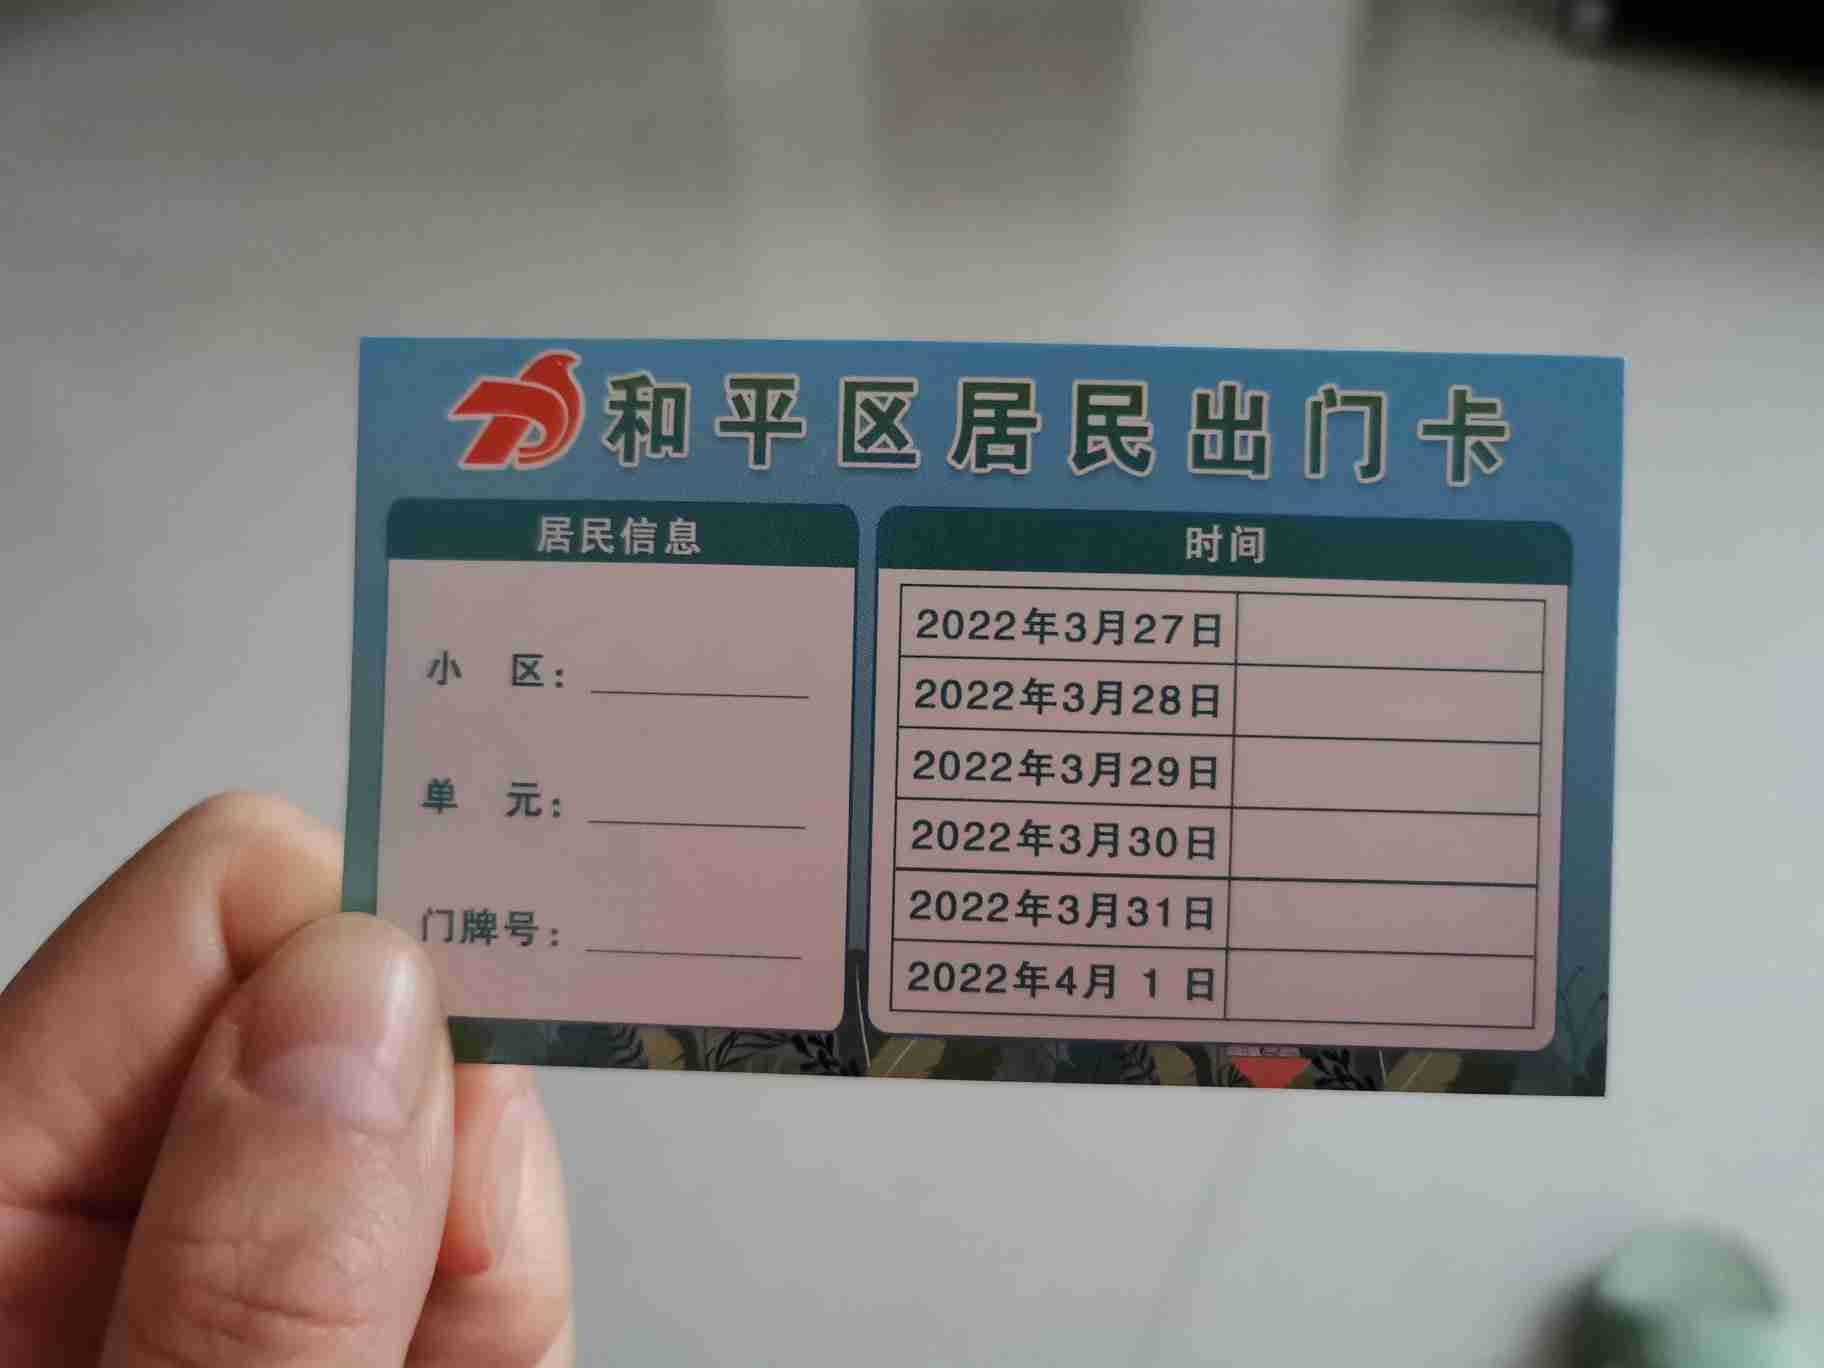 和平区居民出门卡
居民信息
小 区：
单 元：
门牌号：
时间
2022年3月27日
2022年3月28日
2022年3月29日
2022年3月30日
2022年3月31日
2022年4月 1 日